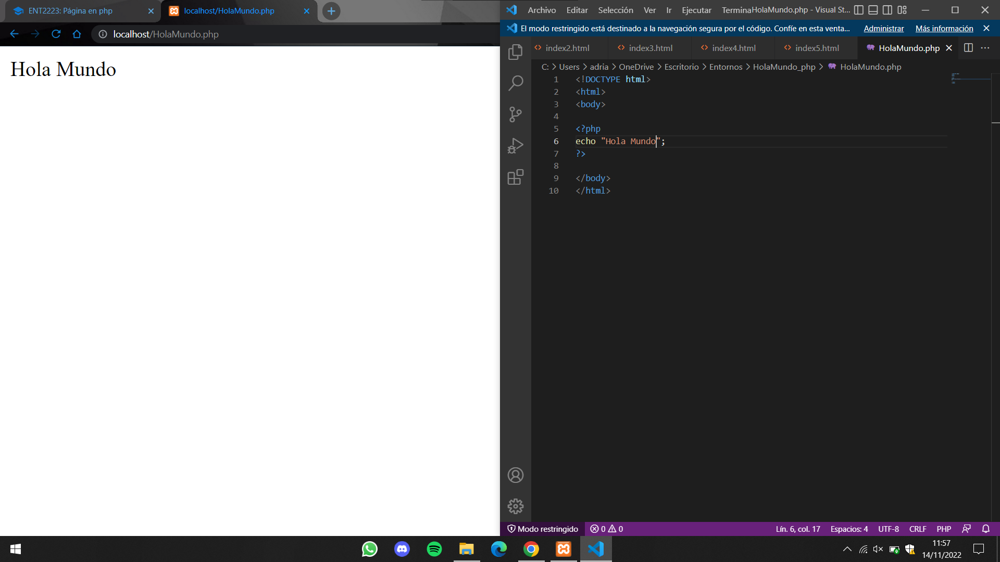 ENT2223: Página en php
localhost/HolaMundo.php
localhost/HolaMundo.php
Hola Mundo
Archivo Editar Selección Ver Ir Ejecutar Termina
HolaMundo.php - Visual St...
El modo restringido está destinado a la navegación segura por el código. Confíe en esta venta... Administrar Más información
index2.html index3.html index4.html index5.html HolaMundo.php
C: > Users > adria > OneDrive > Escritorio > Entornos > HolaMundo_php > HolaMundo.php
1 <!DOCTYPE html>
2 <html>
3 <body>
4
5 <?php
6 echo "Hola Mundo";
7 ?>
8
9 </body>
10 </html>
Modo restringido 0 0 Lín. 6, col. 17 Espacios: 4 UTF-8 CRLF PHP
11:57
14/11/2022